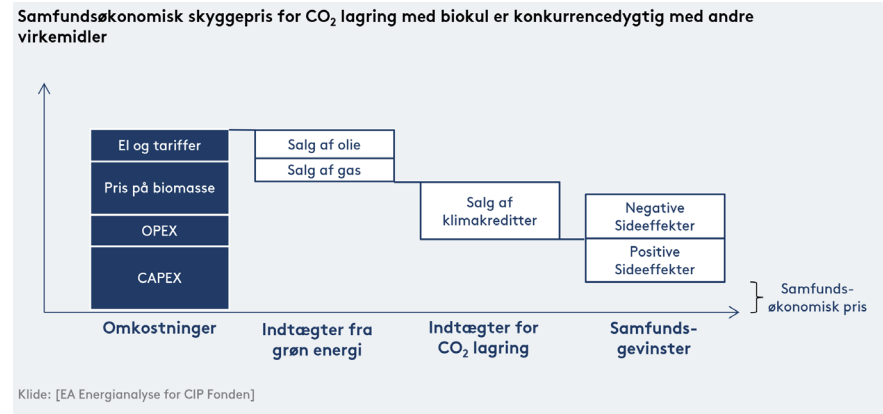 Samfundsøkonomisk skyggepris for CO₂ lagring med biokul er konkurrencedygtig med andre
virkemidler
El og tariffer
Pris på biomasse
OPEX
CAPEX
Salg af olie
Salg af gas
Salg af
klimakreditter
Negative
Sideeffekter
Positive
Sideeffekter
Samfunds-
økonomisk pris
Omkostninger
Indtægter fra
grøn energi
Indtægter for
CO₂ lagring
Samfunds-
gevinster
Klide: [EA Energianalyse for CIP Fonden]